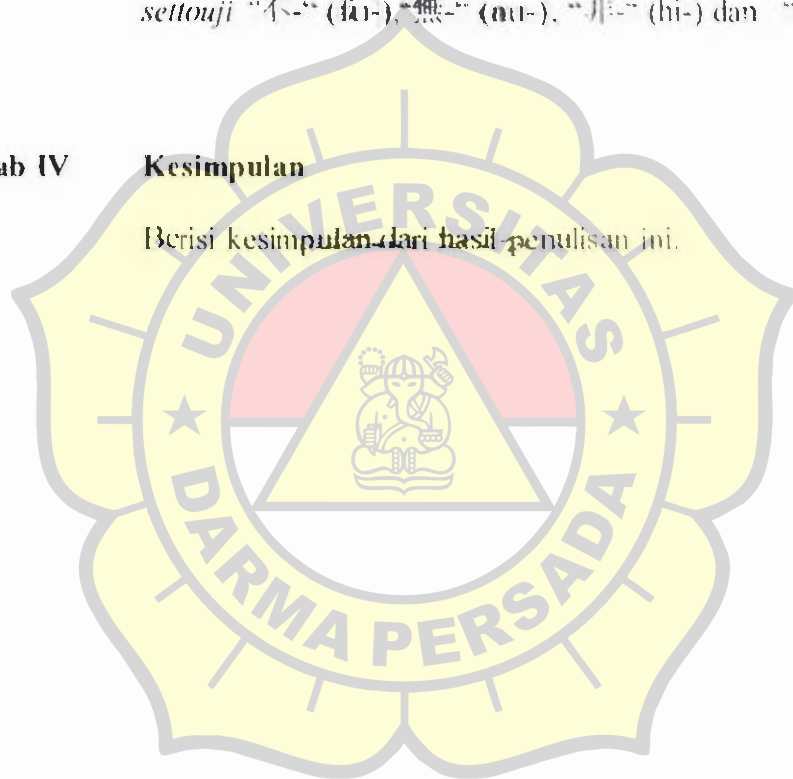 settouji "不-" (fu-), "無-" (mu-), "非-" (hi-) dan "
ab IV Kesimpulan
Berisi kesimpulan dari hasil penulisan ini.
UNIVERSITAS
DARMA PERSADA